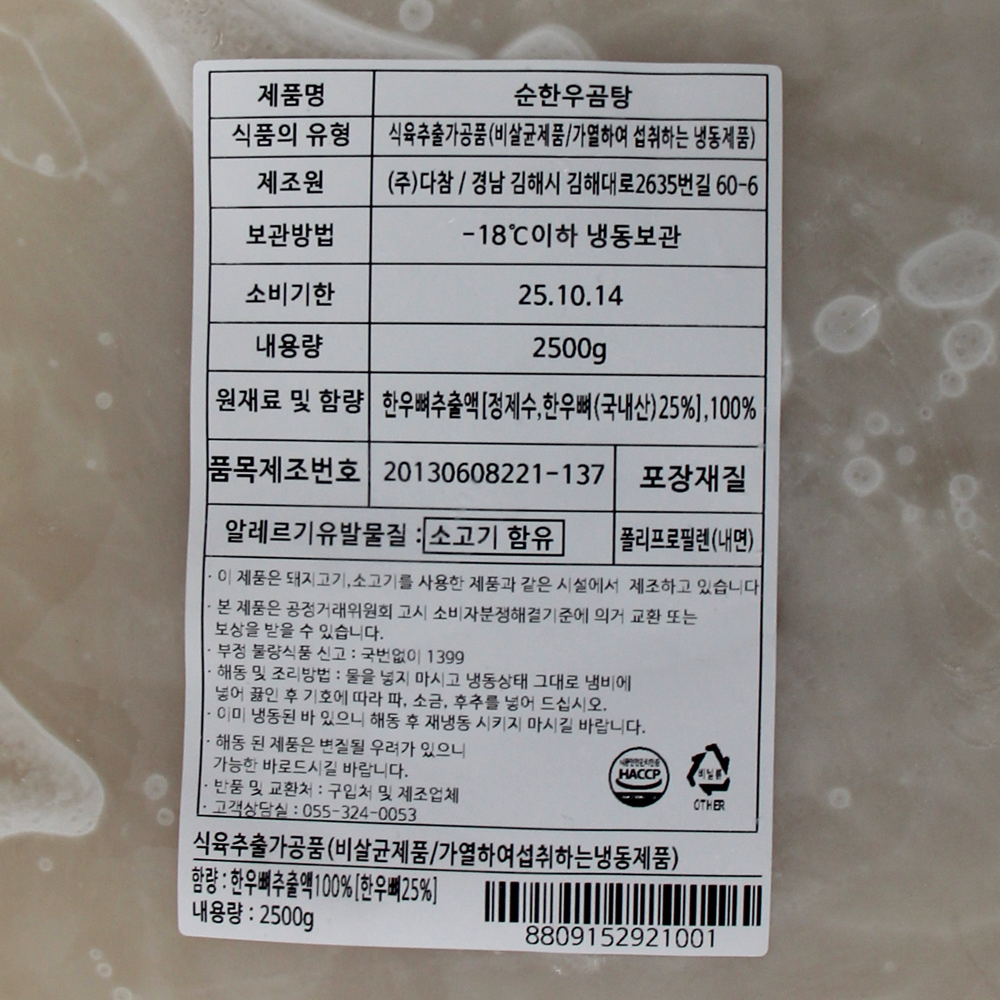 제품명 순한우곰탕
식품의 유형 식육추출가공품(비살균제품/가열하여 섭취하는 냉동제품)
제조원 (주)다참 / 경남 김해시 김해대로2635번길 60-6
보관방법 -18℃이하 냉동보관
소비기한 25.10.14
내용량 2500g
원재료 및 함량 한우뼈추출액[정제수,한우뼈(국내산)25%],100%
품목제조번호 20130608221-137 포장재질
알레르기유발물질 : 소고기 함유 폴리프로필렌(내면)
· 이 제품은 돼지고기,소고기를 사용한 제품과 같은 시설에서 제조하고 있습니다
· 본 제품은 공정거래위원회 고시 소비자분쟁해결기준에 의거 교환 또는
보상을 받을 수 있습니다.
· 부정 불량식품 신고 : 국번없이 1399
· 해동 및 조리방법 : 물을 넣지 마시고 냉동상태 그대로 냄비에
넣어 끓인 후 기호에 따라 파, 소금, 후추를 넣어 드십시오.
· 이미 냉동된 바 있으니 해동 후 재냉동 시키지 마시길 바랍니다.
· 해동 된 제품은 변질될 우려가 있으니
가능한 바로드시길 바랍니다.
· 반품 및 교환처 : 구입처 및 제조업체
· 고객상담실 : 055-324-0053
HACCP
비닐류
OTHER
식육추출가공품(비살균제품/가열하여섭취하는냉동제품)
함량 : 한우뼈추출액100%[한우뼈25%]
내용량 : 2500g
8809152921001